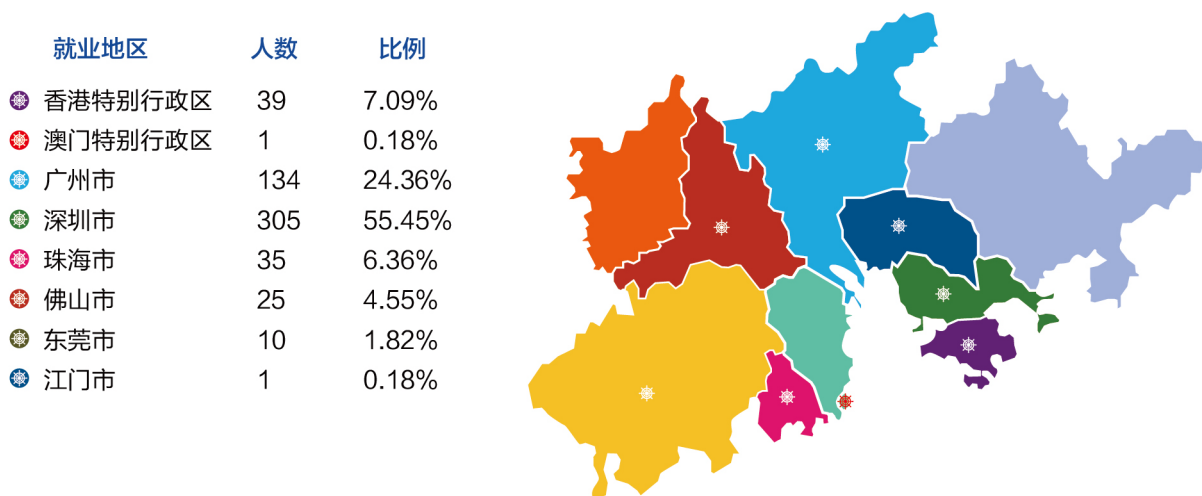 就业地区 人数 比例
香港特别行政区 39 7.09%
澳门特别行政区 1 0.18%
广州市 134 24.36%
深圳市 305 55.45%
珠海市 35 6.36%
佛山市 25 4.55%
东莞市 10 1.82%
江门市 1 0.18%